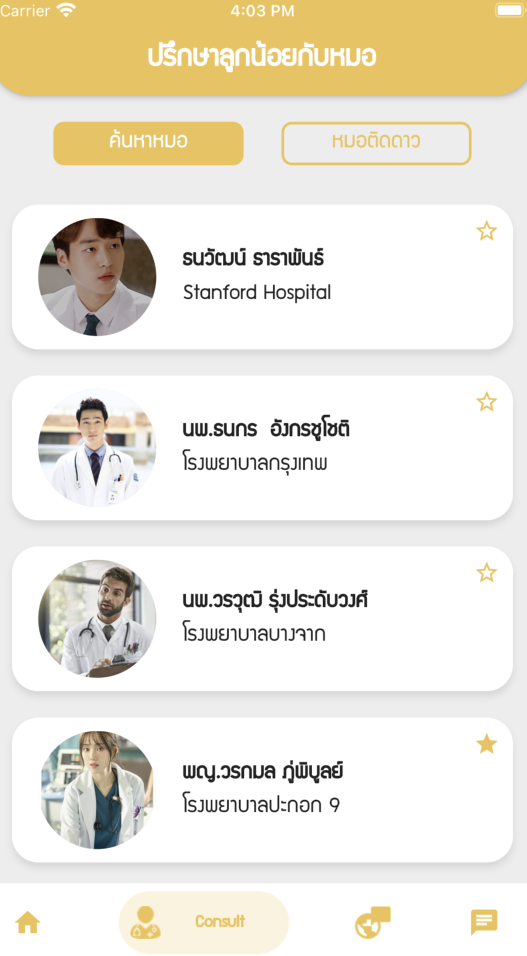 Carrier 4:03 PM
ปรึกษาลูกน้อยกับหมอ
ค้นหาหมอ หมอติดดาว
ธนวัฒน์ ธาราพันธ์
Stanford Hospital
นพ.ธนกร อังกรชูโชติ
โรงพยาบาลกรุงเทพ
นพ.วรวุฒิ รุ่งประดับวงศ์
โรงพยาบาลบางจาก
พญ.วรกมล ภู่พิบูลย์
โรงพยาบาลปะกอก 9
Consult